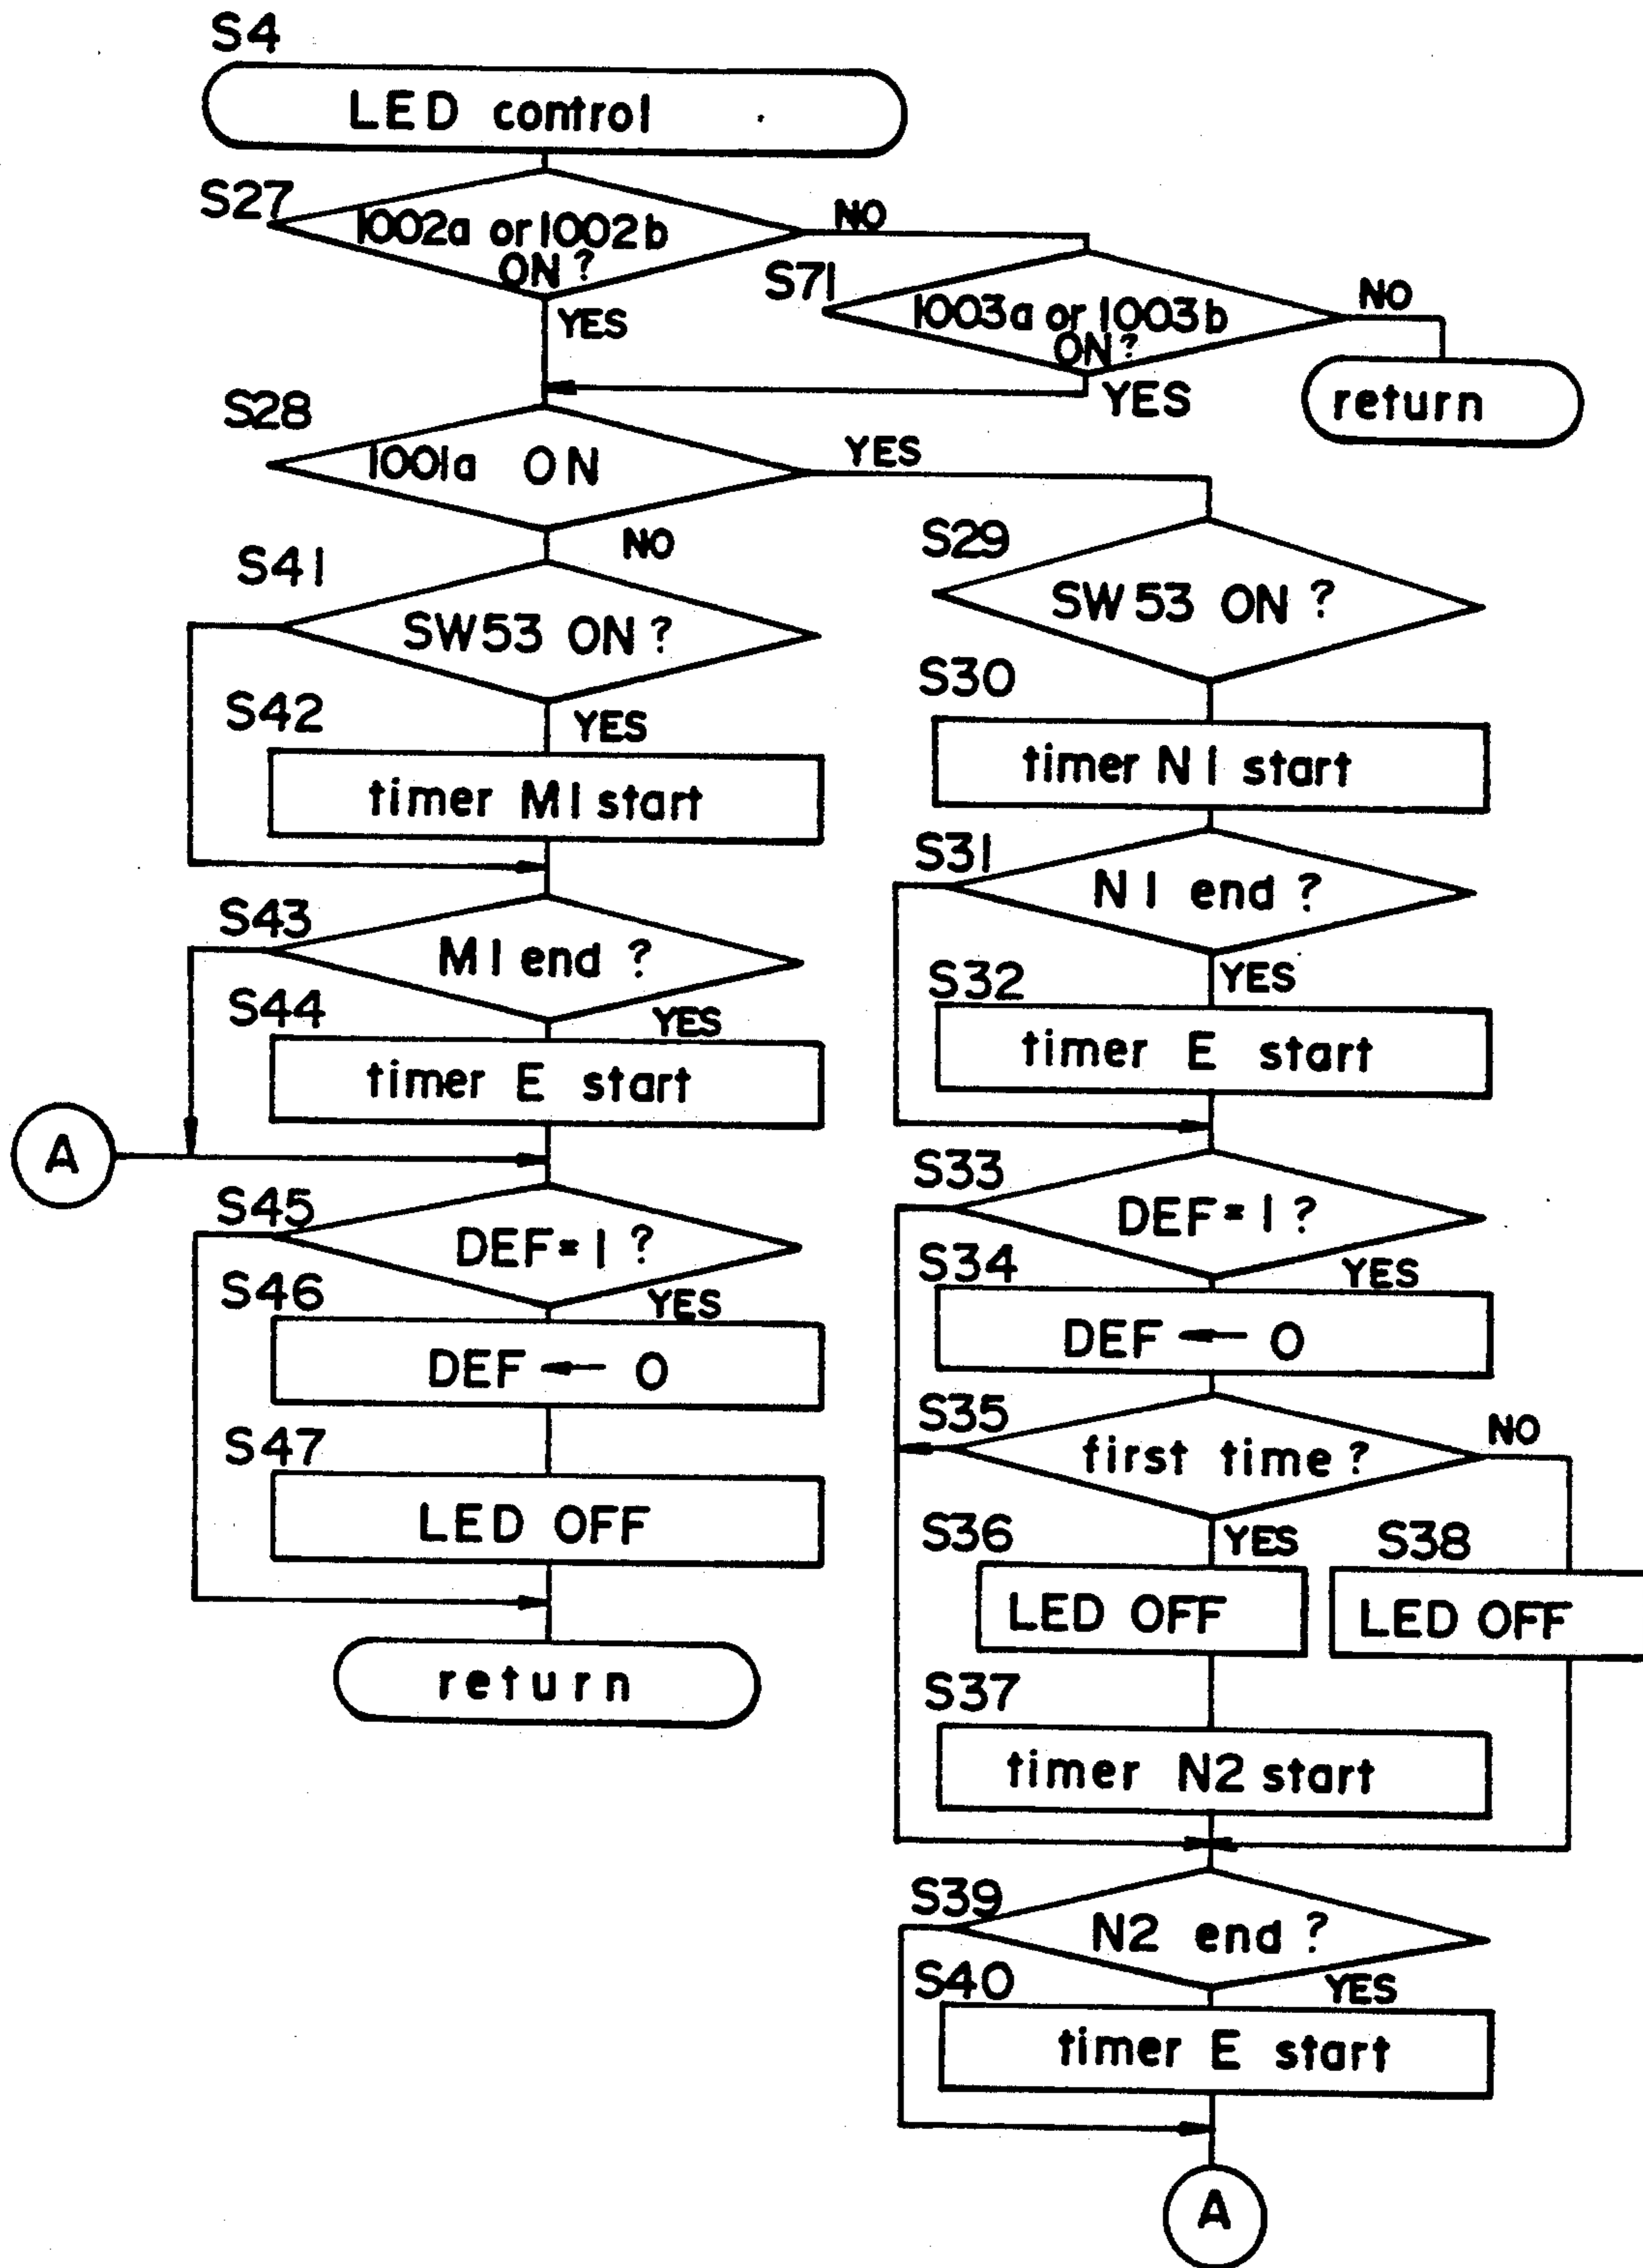 S4
LED control
S27
1002a or 1002b
ON?
NO
YES
S71
1003a or 1003b
ON?
NO
YES
return
S28
1001a ON
YES
NO
S41
SW53 ON?
YES
S42
timer M1 start
S43
M1 end ?
YES
S44
timer E start
A
S45
DEF=1 ?
YES
S46
DEF ← 0
S47
LED OFF
return
S29
SW53 ON ?
S30
timer N1 start
S31
N1 end ?
YES
S32
timer E start
S33
DEF=1 ?
YES
S34
DEF ← 0
S35
first time ?
NO
YES
S36
LED OFF
S38
LED OFF
S37
timer N2 start
S39
N2 end ?
YES
S40
timer E start
A